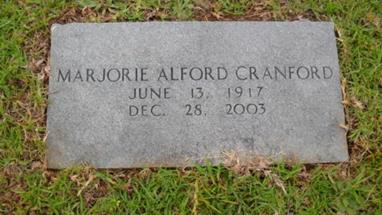 MARJORIE ALFORD CRANFORD
JUNE 13, 1917
DEC. 28, 2003